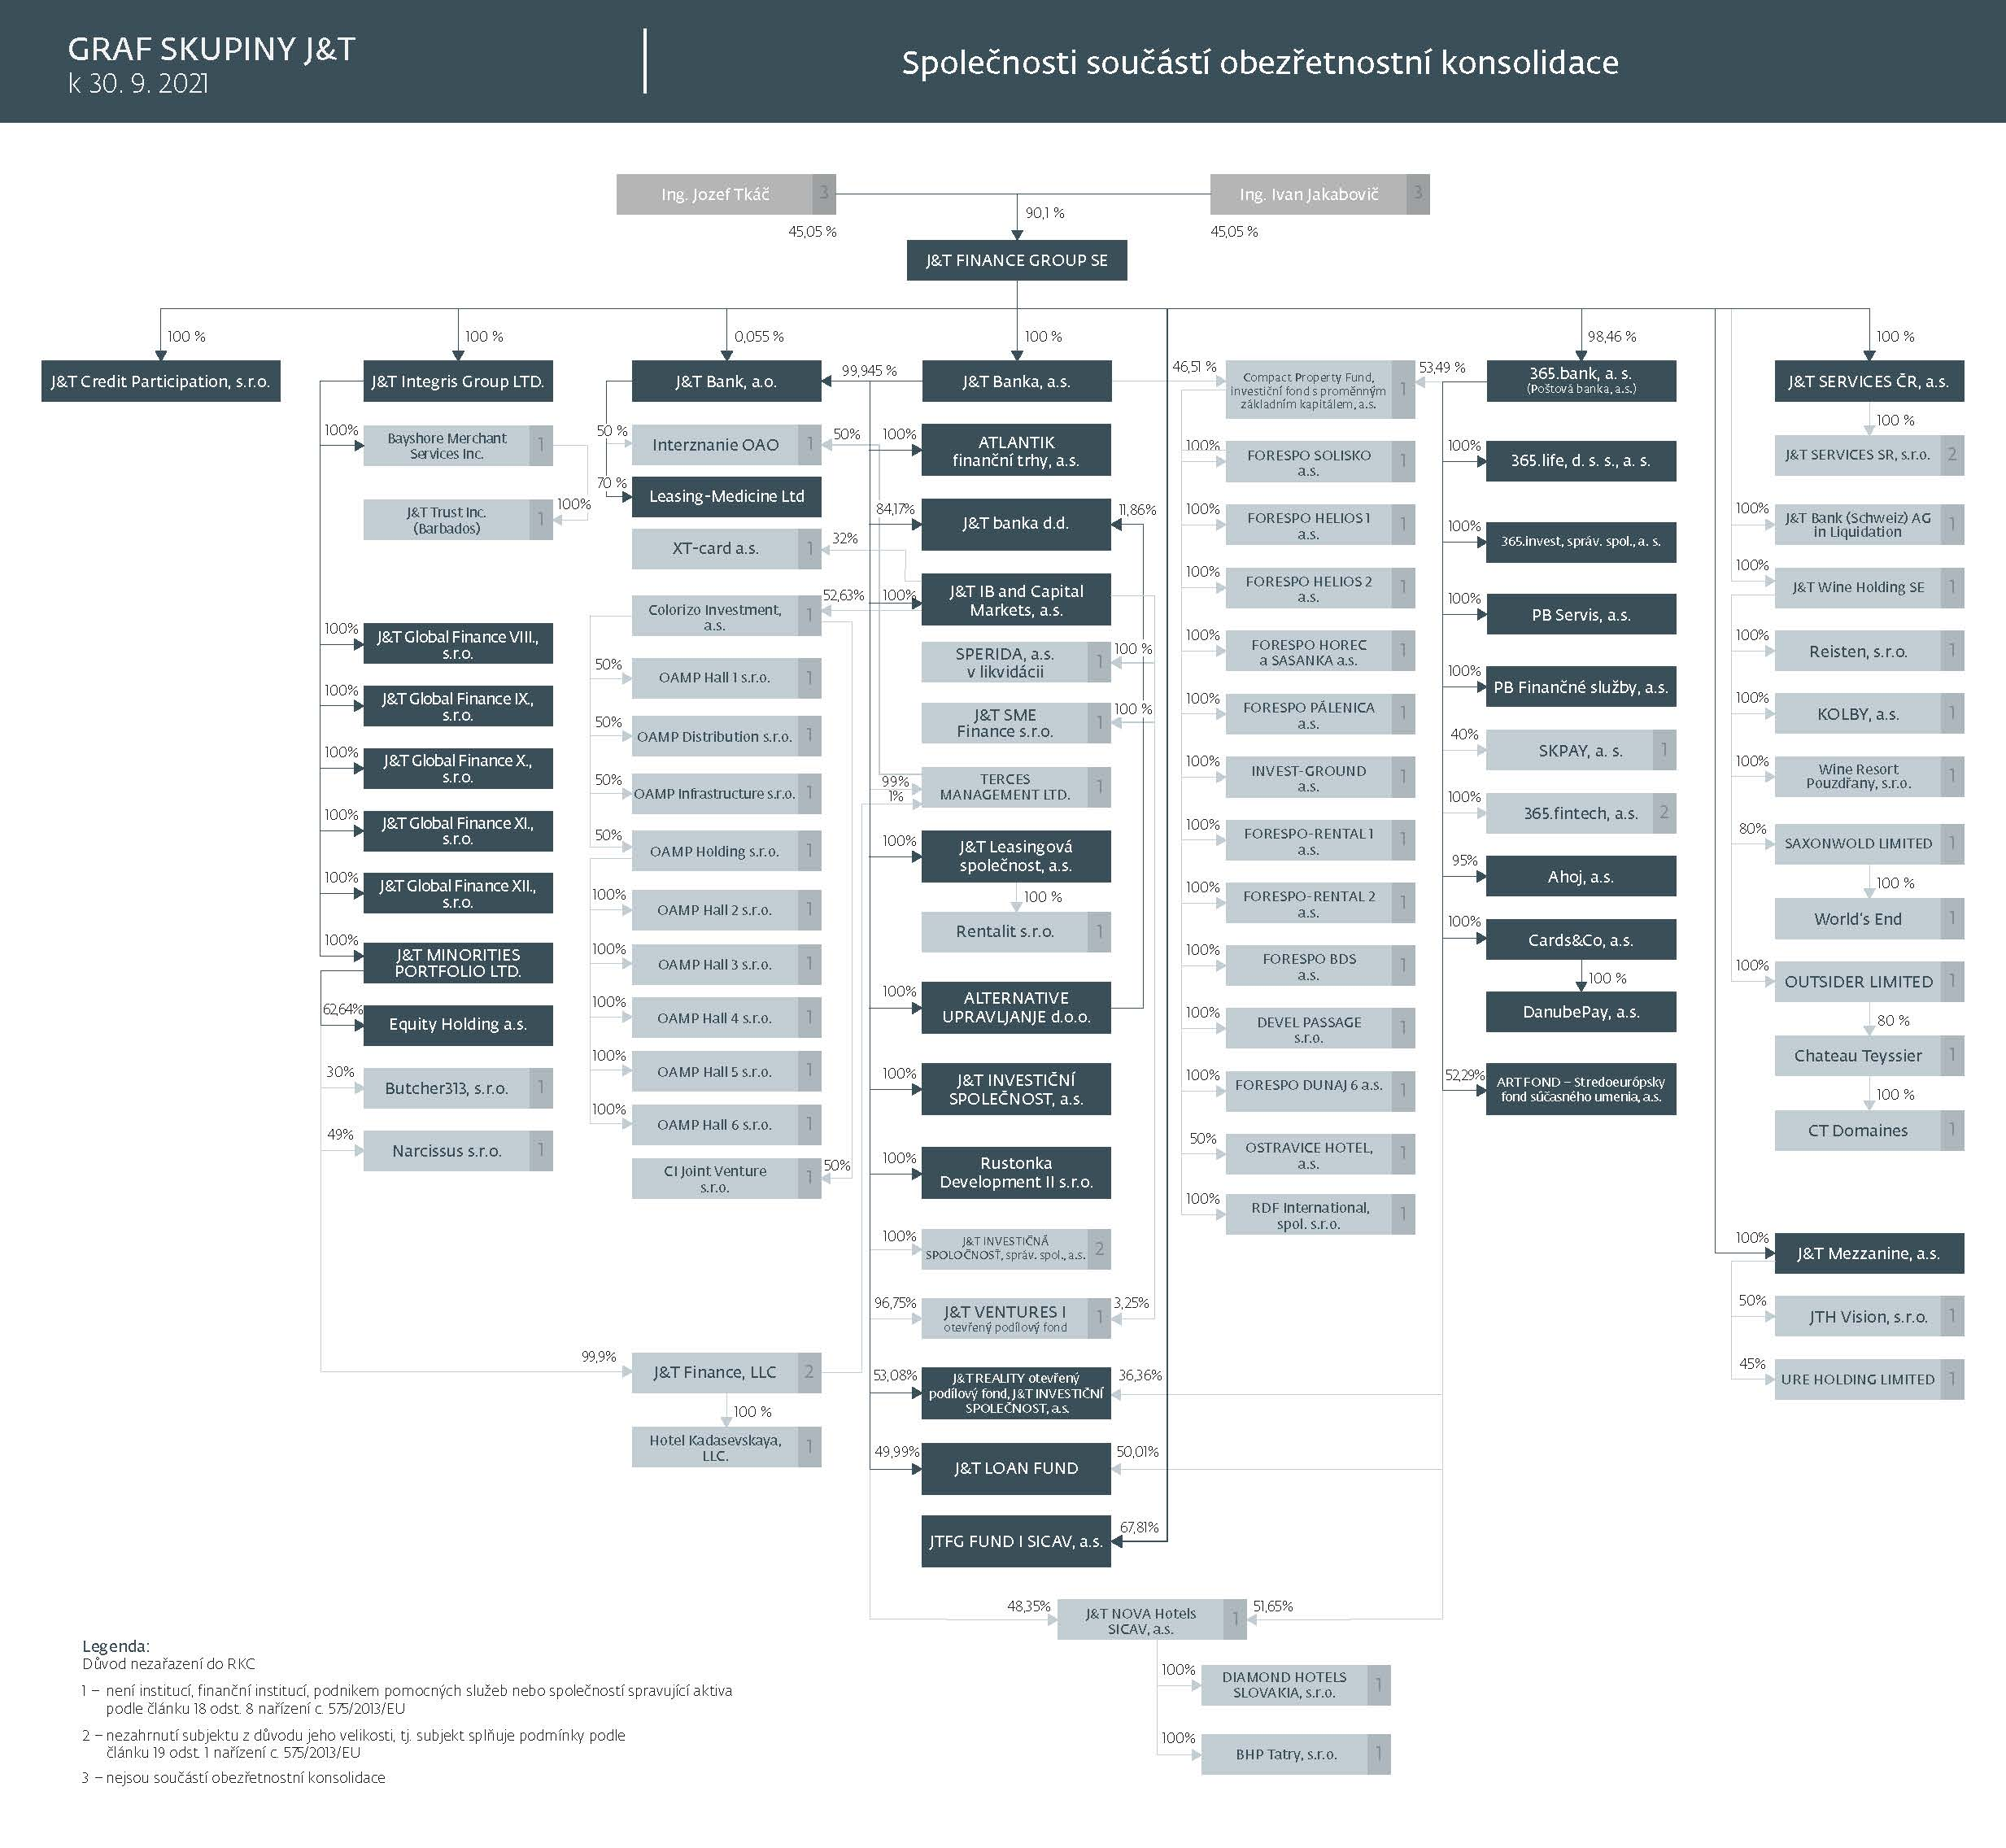 GRAF SKUPINY J&T
k 30. 9. 2021
Společnosti součástí obezřetnostní konsolidace
Ing. Jozef Tkáč 3
Ing. Ivan Jakabovič 3
90,1 %
45,05 %
45,05 %
J&T FINANCE GROUP SE
100 %
100 %
0,055 %
100 %
98,46 %
100 %
J&T Credit Participation, s.r.o.
J&T Integris Group LTD.
100%
Bayshore Merchant
Services Inc.
1
100%
J&T Trust Inc.
(Barbados)
1
100%
J&T Global Finance VIII.,
s.r.o.
100%
J&T Global Finance IX.,
s.r.o.
100%
J&T Global Finance X.,
s.r.o.
100%
J&T Global Finance XI.,
s.r.o.
100%
J&T Global Finance XII.,
s.r.o.
100%
J&T MINORITIES
PORTFOLIO LTD.
62,64%
Equity Holding a.s.
30%
Butcher313, s.r.o. 1
49%
Narcissus s.r.o. 1
J&T Bank, a.o.
99,945 %
50 %
Interznanie OAO 1
50%
70 %
Leasing-Medicine Ltd
XT-card a.s. 1
32%
Colorizo Investment,
a.s.
1
52,63%
50%
OAMP Hall 1 s.r.o. 1
50%
OAMP Distribution s.r.o. 1
50%
OAMP Infrastructure s.r.o. 1
50%
OAMP Holding s.r.o. 1
100%
OAMP Hall 2 s.r.o. 1
100%
OAMP Hall 3 s.r.o. 1
100%
OAMP Hall 4 s.r.o. 1
100%
OAMP Hall 5 s.r.o. 1
100%
OAMP Hall 6 s.r.o. 1
CI Joint Venture
s.r.o.
1
50%
99,9%
J&T Finance, LLC 2
100 %
Hotel Kadasevskaya,
LLC.
1
J&T Banka, a.s.
100%
ATLANTIK
finanční trhy, a.s.
84,17%
J&T banka d.d.
11,86%
100%
J&T IB and Capital
Markets, a.s.
SPERIDA, a.s.
v likvidácii
1
100 %
J&T SME
Finance s.r.o.
1
100 %
99%
1%
TERCES
MANAGEMENT LTD.
1
100%
J&T Leasingová
společnost, a.s.
100 %
Rentalit s.r.o. 1
100%
ALTERNATIVE
UPRAVLJANJE d.o.o.
100%
J&T INVESTIČNÍ
SPOLEČNOST, a.s.
100%
Rustonka
Development II s.r.o.
100%
J&T INVESTIČNÁ
SPOLOČNOSŤ, správ. spol., a.s.
2
96,75%
J&T VENTURES I
otevřený podílový fond
1
3,25%
53,08%
J&T REALITY otevřený
podílový fond, J&T INVESTIČNÍ
SPOLEČNOST, a.s.
36,36%
49,99%
J&T LOAN FUND
50,01%
JTFG FUND I SICAV, a.s.
67,81%
48,35%
J&T NOVA Hotels
SICAV, a.s.
1
51,65%
100%
DIAMOND HOTELS
SLOVAKIA, s.r.o.
1
100%
BHP Tatry, s.r.o. 1
46,51 %
Compact Property Fund,
investiční fond s proměnným
základním kapitálem, a.s.
1
53,49 %
100%
FORESPO SOLISKO
a.s.
1
100%
FORESPO HELIOS 1
a.s.
1
100%
FORESPO HELIOS 2
a.s.
1
100%
FORESPO HOREC
a SASANKA a.s.
1
100%
FORESPO PÁLENICA
a.s.
1
100%
INVEST-GROUND
a.s.
1
100%
FORESPO-RENTAL 1
a.s.
1
100%
FORESPO-RENTAL 2
a.s.
1
100%
FORESPO BDS
a.s.
1
100%
DEVEL PASSAGE
s.r.o.
1
100%
FORESPO DUNAJ 6 a.s. 1
50%
OSTRAVICE HOTEL,
a.s.
1
100%
RDF International,
spol. s.r.o.
1
365.bank, a. s.
(Poštová banka, a.s.)
100%
365.life, d. s. s., a. s.
100%
365.invest, správ. spol., a. s.
100%
PB Servis, a.s.
100%
PB Finančné služby, a.s.
40%
SKPAY, a. s. 1
100%
365.fintech, a.s. 2
95%
Ahoj, a.s.
100%
Cards&Co, a.s.
100 %
DanubePay, a.s.
52,29%
ART FOND – Stredoeurópsky
fond súčasného umenia, a.s.
J&T SERVICES ČR, a.s.
100 %
J&T SERVICES SR, s.r.o. 2
100%
J&T Bank (Schweiz) AG
in Liquidation
1
100%
J&T Wine Holding SE 1
100%
Reisten, s.r.o. 1
100%
KOLBY, a.s. 1
100%
Wine Resort
Pouzdřany, s.r.o.
1
80%
SAXONWOLD LIMITED 1
100 %
World's End 1
100%
OUTSIDER LIMITED 1
80 %
Chateau Teyssier 1
100 %
CT Domaines 1
100%
J&T Mezzanine, a.s.
50%
JTH Vision, s.r.o. 1
45%
URE HOLDING LIMITED 1
Legenda:
Důvod nezařazení do RKC
1 – není institucí, finanční institucí, podnikem pomocných služeb nebo společností spravující aktiva
podle článku 18 odst. 8 nařízení c. 575/2013/EU
2 – nezahrnutí subjektu z důvodu jeho velikosti, tj. subjekt splňuje podmínky podle
článku 19 odst. 1 nařízení c. 575/2013/EU
3 – nejsou součástí obezřetnostní konsolidace